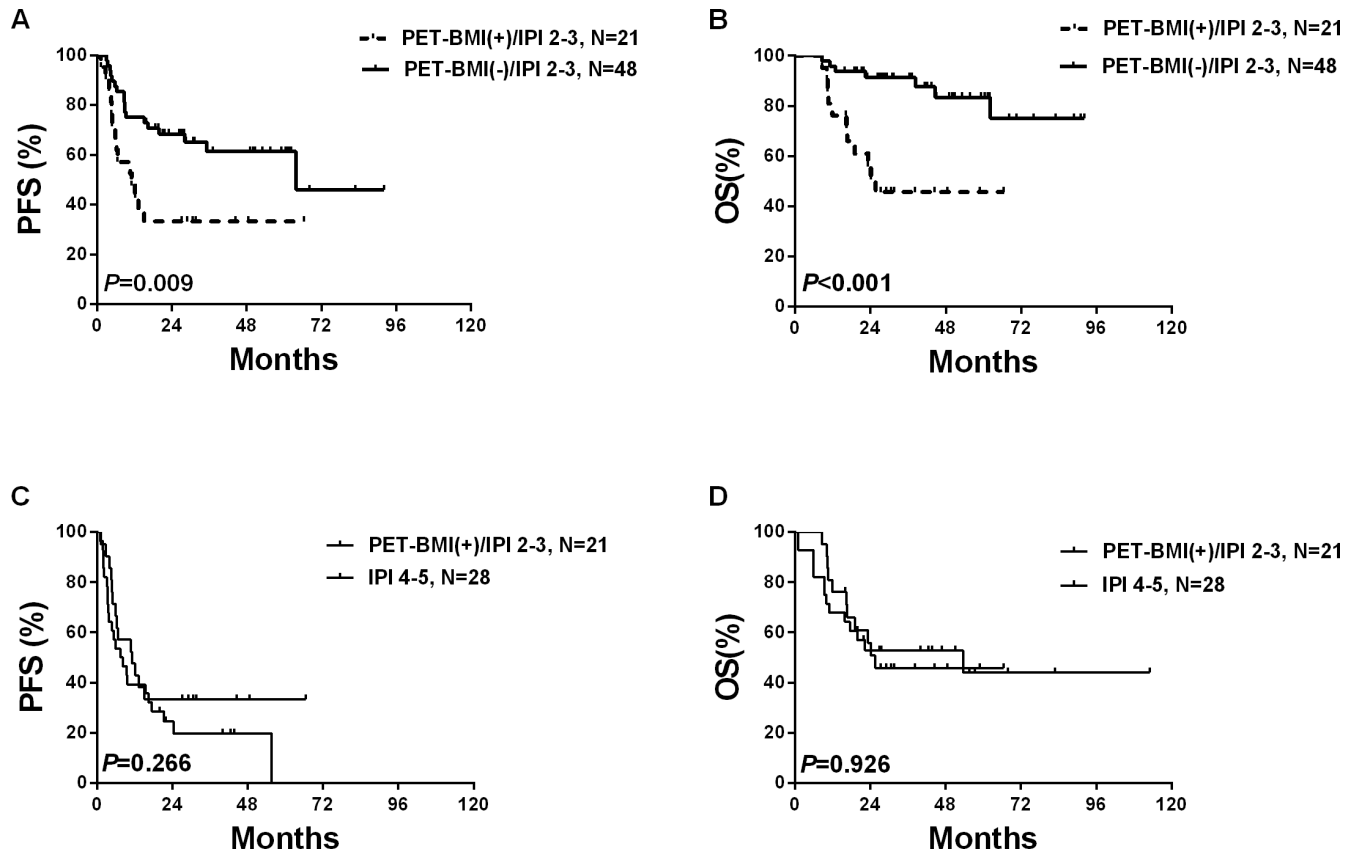 A
PET-BMI(+)/IPI 2-3, N=21
PET-BMI(-)/IPI 2-3, N=48
PFS (%)
100
80
60
40
20
0
P=0.009
0 24 48 72 96 120
Months
B
PET-BMI(+)/IPI 2-3, N=21
PET-BMI(-)/IPI 2-3, N=48
OS(%)
100
80
60
40
20
0
P<0.001
0 24 48 72 96 120
Months
C
PET-BMI(+)/IPI 2-3, N=21
IPI 4-5, N=28
PFS (%)
100
80
60
40
20
0
P=0.266
0 24 48 72 96 120
Months
D
PET-BMI(+)/IPI 2-3, N=21
IPI 4-5, N=28
OS(%)
100
80
60
40
20
0
P=0.926
0 24 48 72 96 120
Months